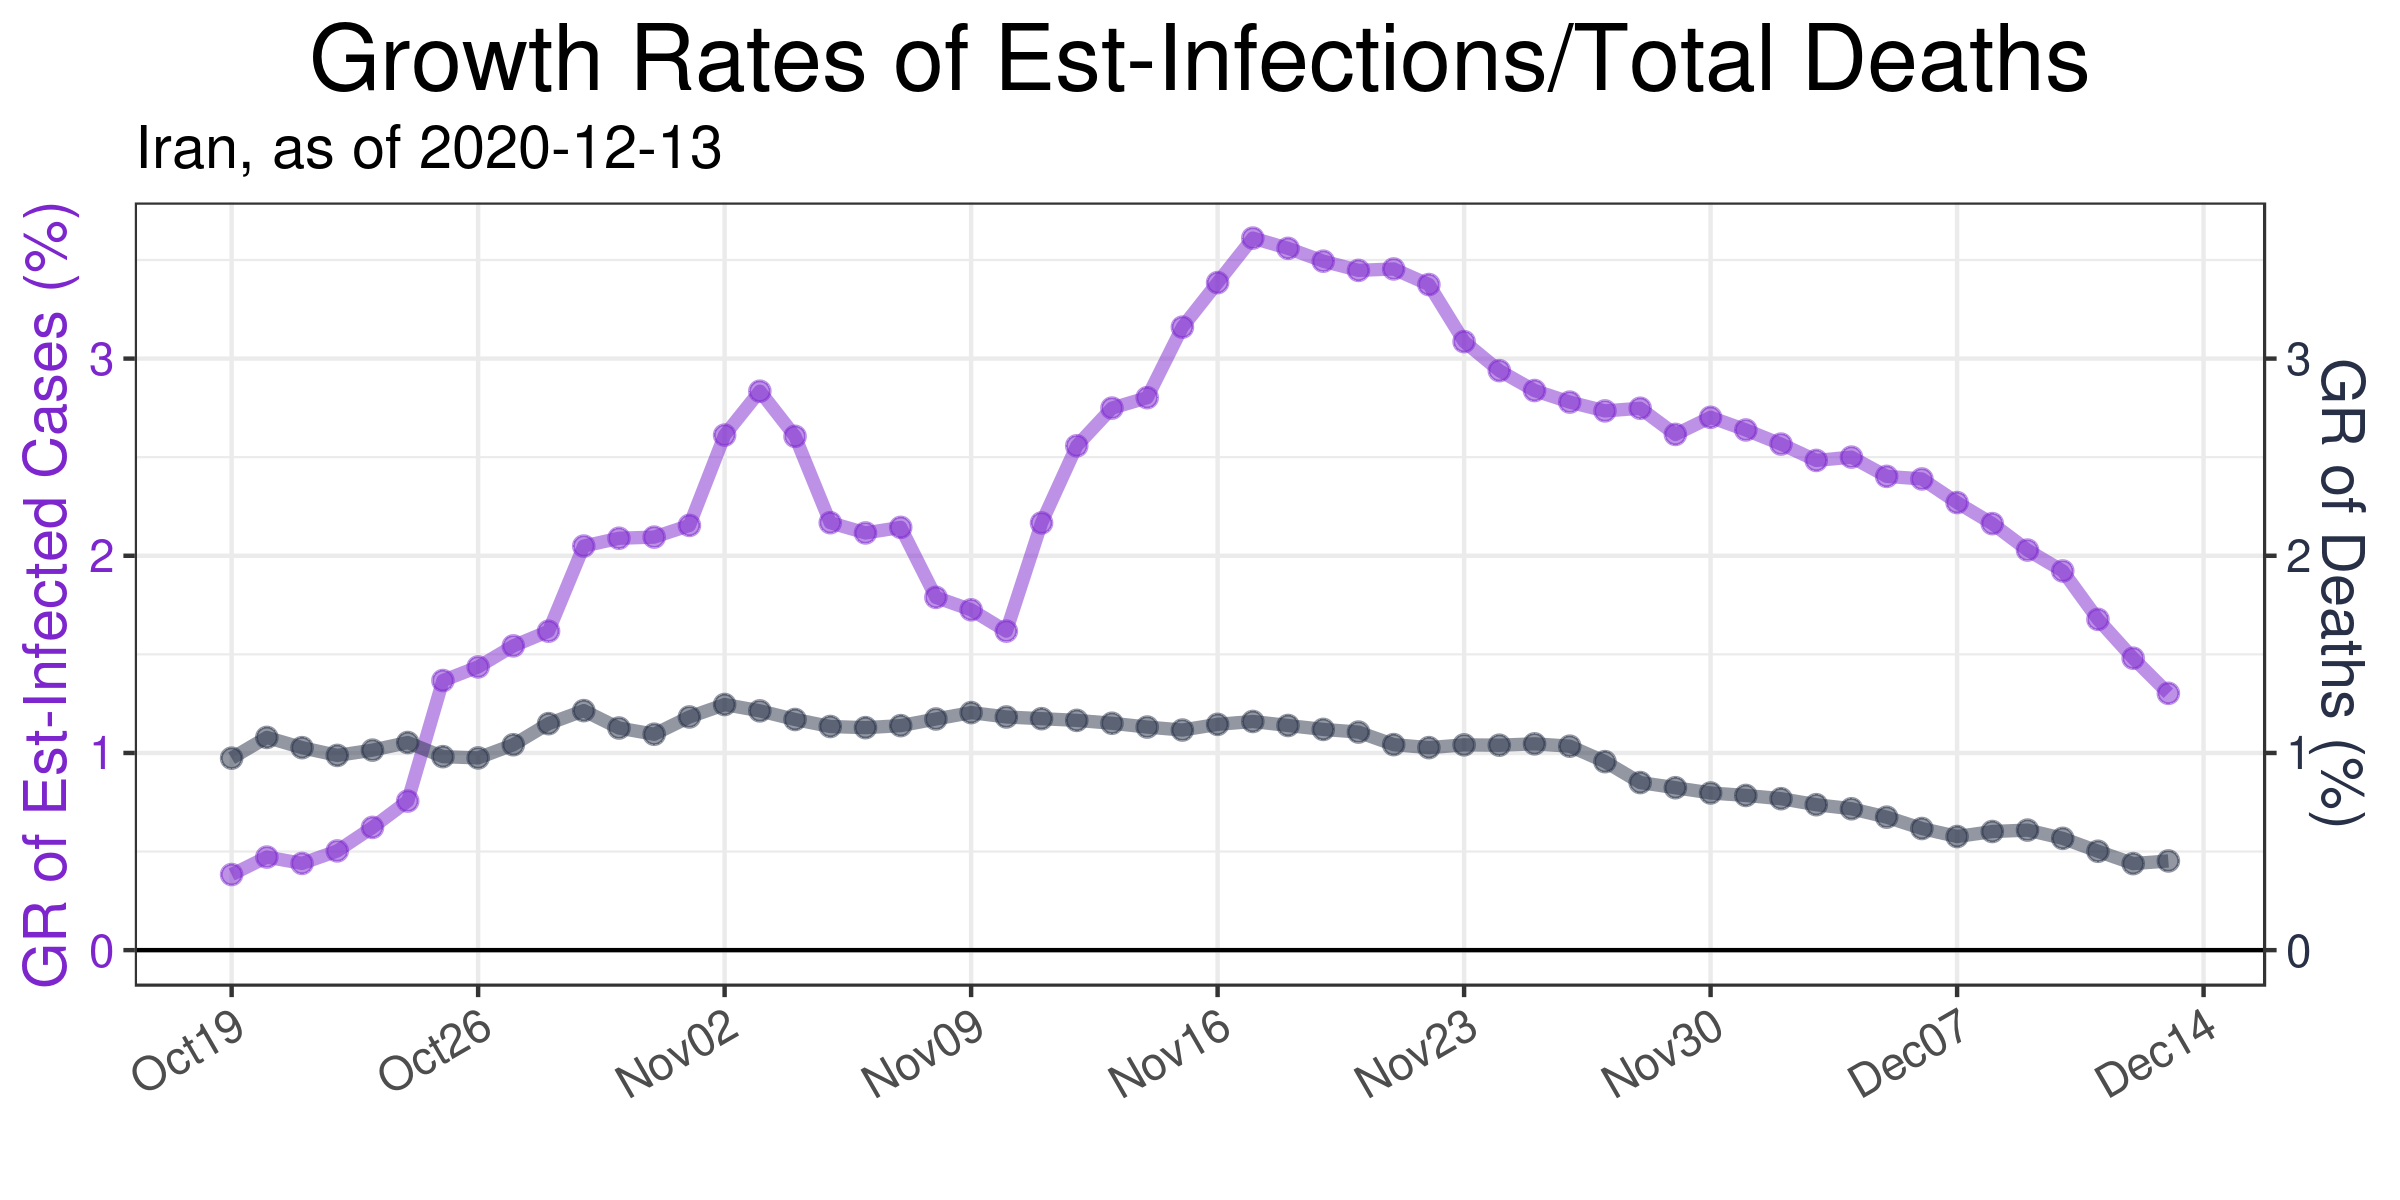 Growth Rates of Est-Infections/Total Deaths
Iran, as of 2020-12-13
GR of Est-Infected Cases (%)
3
2
1
0
3
2
1
0
GR of Deaths (%)
Oct19
Oct26
Nov02
Nov09
Nov16
Nov23
Nov30
Dec07
Dec14